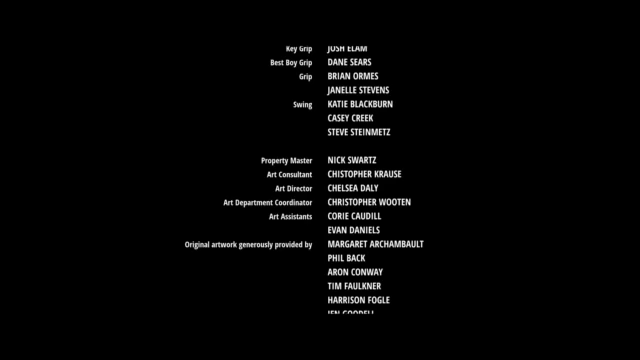 Key Grip JOSH ELAM
Best Boy Grip DANE SEARS
Grip BRIAN ORMES
JANELLE STEVENS
Swing KATIE BLACKBURN
CASEY CREEK
STEVE STEINMETZ
Property Master NICK SWARTZ
Art Consultant CHISTOPHER KRAUSE
Art Director CHELSEA DALY
Art Department Coordinator CHRISTOPHER WOOTEN
Art Assistants CORIE CAUDILL
EVAN DANIELS
Original artwork generously provided by MARGARET ARCHAMBAULT
PHIL BACK
ARON CONWAY
TIM FAULKNER
HARRISON FOGLE
JEN GOODELL